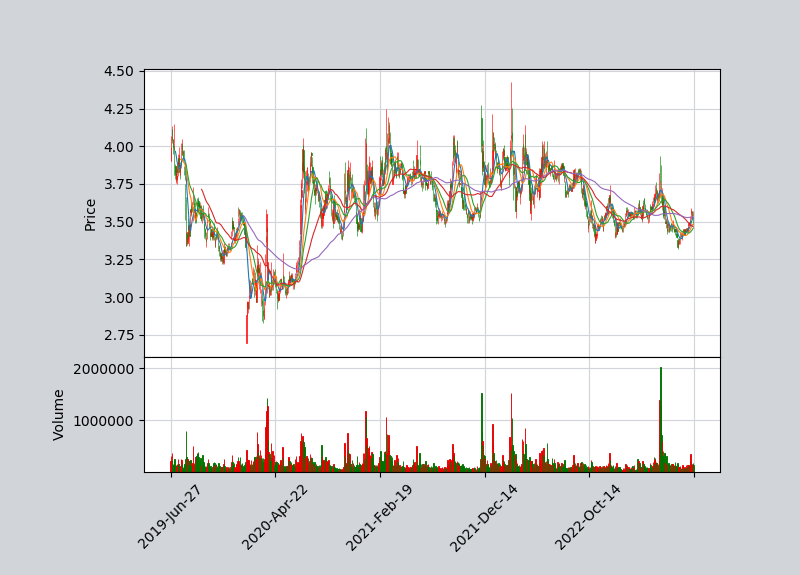 4.50
4.25
4.00
3.75
3.50
3.25
3.00
2.75
Price
2000000
1000000
Volume
2019-Jun-27
2020-Apr-22
2021-Feb-19
2021-Dec-14
2022-Oct-14